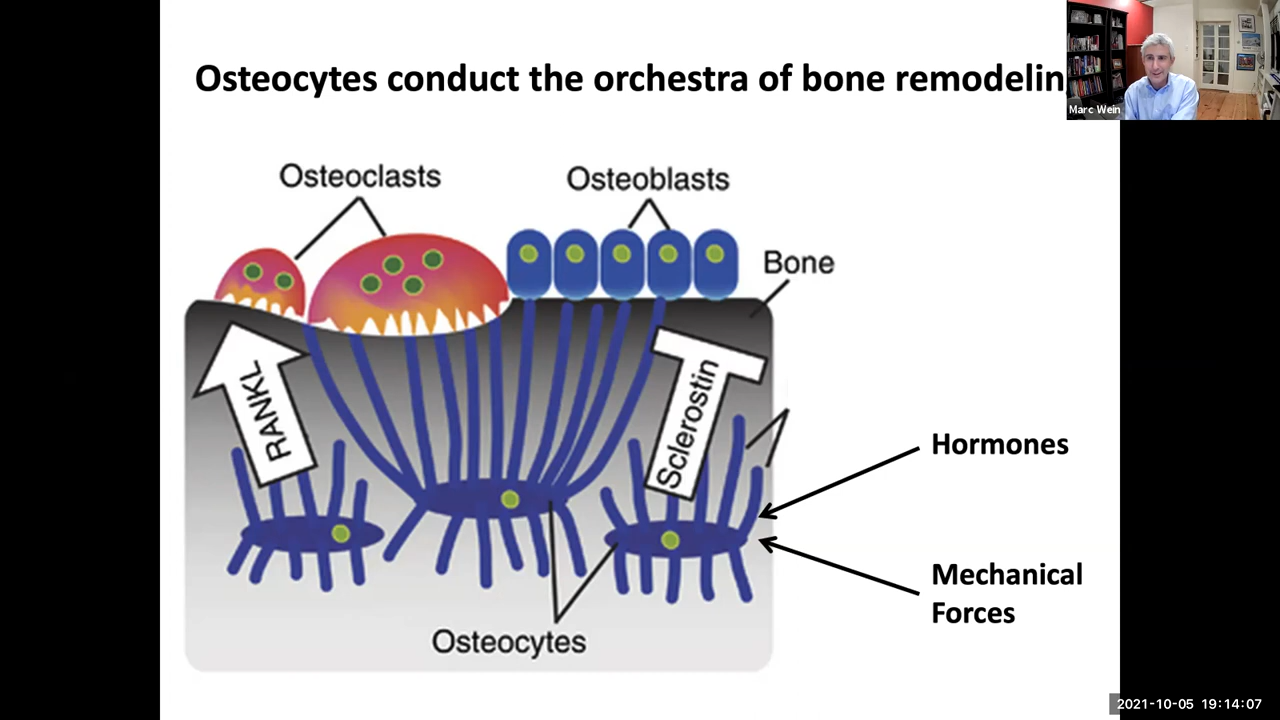 Osteocytes conduct the orchestra of bone remodelin
Marc Wein
Osteoclasts
Osteoblasts
Bone
RANKL
Sclerostin
Hormones
Mechanical
Forces
Osteocytes
2021-10-05 19:14:07